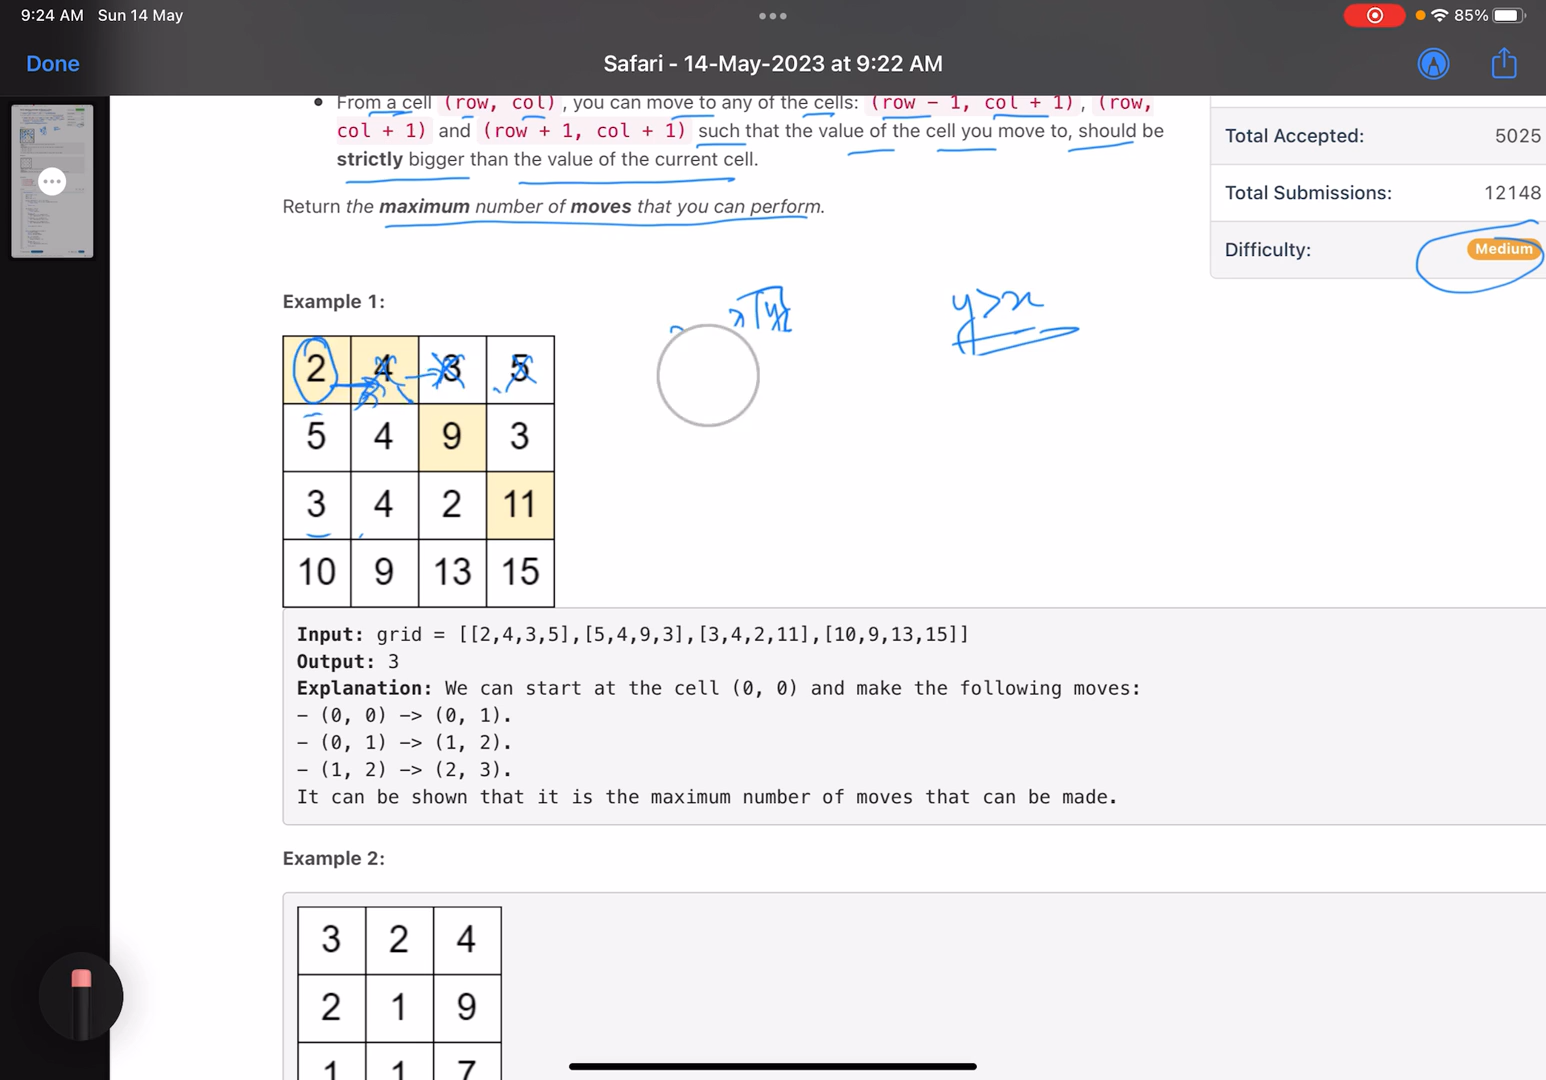 9:24 AM Sun 14 May
85%
Done
Safari - 14-May-2023 at 9:22 AM
• From a cell (row, col), you can move to any of the cells: (row - 1, col + 1), (row,
col + 1) and (row + 1, col + 1) such that the value of the cell you move to, should be
strictly bigger than the value of the current cell.
Return the maximum number of moves that you can perform.
Total Accepted: 5025
Total Submissions: 12148
Difficulty: Medium
Example 1:
y>x
2 4 3 5
5 4 9 3
3 4 2 11
10 9 13 15
Input: grid = [[2,4,3,5],[5,4,9,3],[3,4,2,11],[10,9,13,15]]
Output: 3
Explanation: We can start at the cell (0, 0) and make the following moves:
- (0, 0) -> (0, 1).
- (0, 1) -> (1, 2).
- (1, 2) -> (2, 3).
It can be shown that it is the maximum number of moves that can be made.
Example 2:
3 2 4
2 1 9
1 1 7